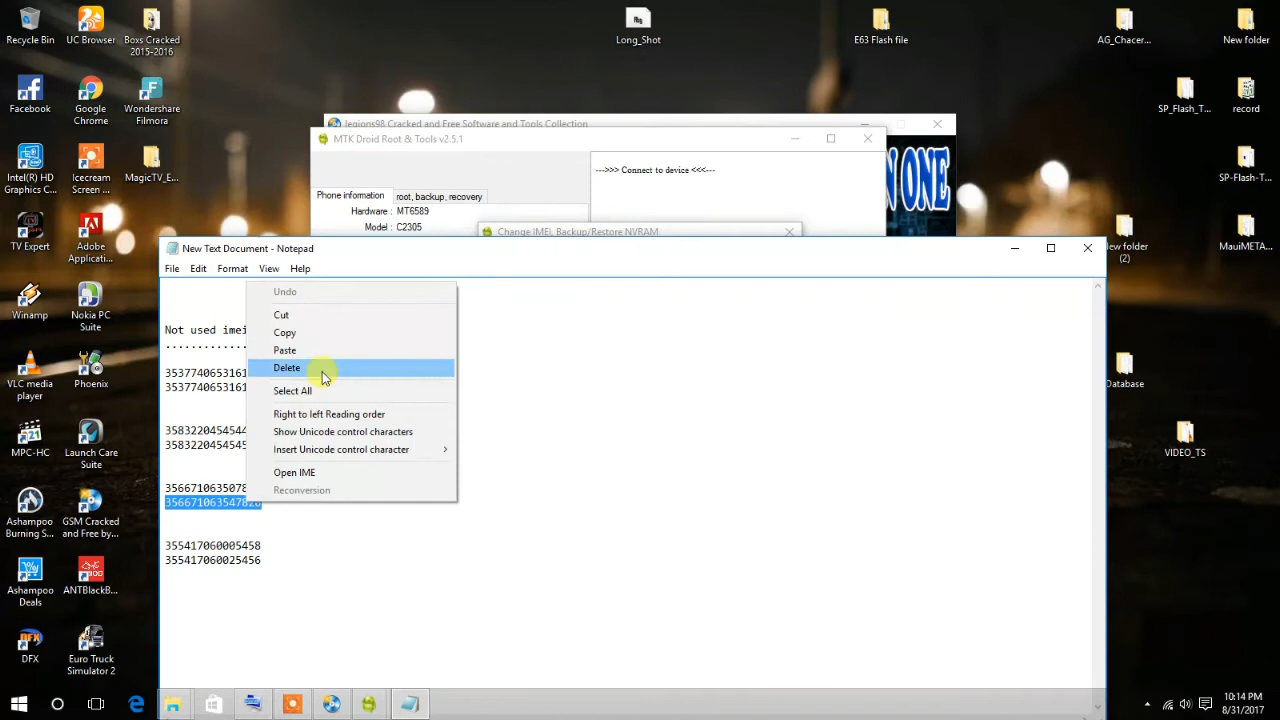 Recycle Bin
UC Browser
Boxs Cracked
2015-2016
Long_Shot
E63 Flash file
AG_Chacer...
New folder
Facebook
Google
Chrome
Wondershare
Filmora
SP_Flash_T...
record
legions98 Cracked and Free Software and Tools Collection
MTK Droid Root & Tools v2.5.1
--->>> Connect to device <<<---
N ONE
Phone information
root, backup, recovery
Hardware : MT6589
Model : C2305
Intel(R) HD
Graphics C...
Icecream
Screen ...
MagicTV_E...
SP-Flash-T...
Change IMEI, Backup/Restore NVRAM
TV Expert
Adobe
Applicati...
New folder
(2)
MauiMETA...
New Text Document - Notepad
File Edit Format View Help
Undo
Cut
Copy
Paste
Delete
Select All
Right to left Reading order
Show Unicode control characters
Insert Unicode control character
Open IME
Reconversion
Not used imei
.............
3537740653161
3537740653161
3583220454544
3583220454545
3566710635078
355417060005458
355417060025456
Winamp
Nokia PC
Suite
VLC media
player
Phoenix
Database
MPC-HC
Launch Care
Suite
VIDEO_TS
Ashampoo
Burning S...
GSM Cracked
and Free by...
Ashampoo
Deals
ANTBlackB...
DFX
Euro Truck
Simulator 2
10:14 PM
8/31/2017